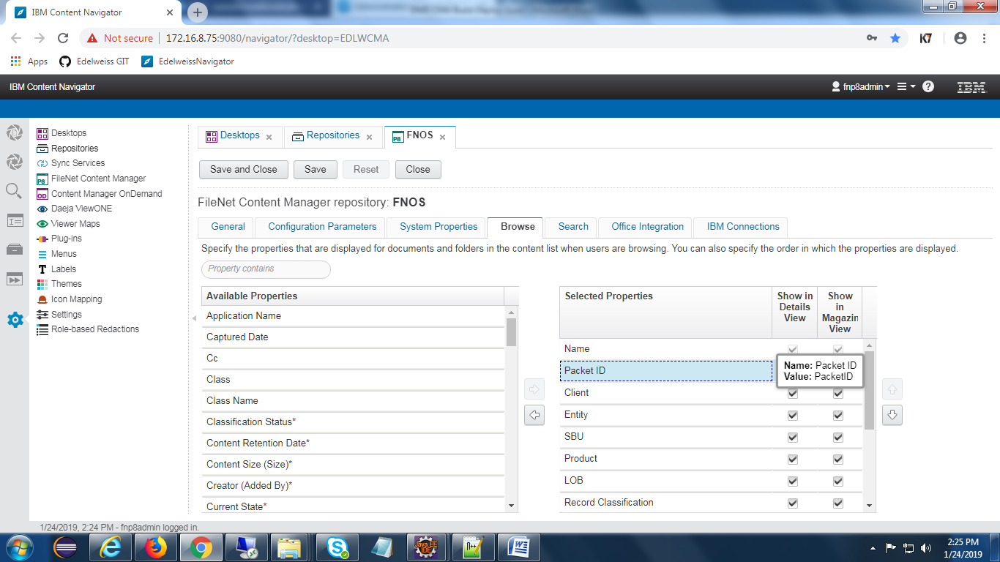 IBM Content Navigator
Not secure
172.16.8.75:9080/navigator/?desktop=EDLWCMA
Apps
Edelweiss GIT
EdelweissNavigator
IBM Content Navigator
fnp8admin
?
IBM
Desktops
Repositories
Sync Services
FileNet Content Manager
Content Manager OnDemand
Daeja ViewONE
Viewer Maps
Plug-ins
Menus
Labels
Themes
Icon Mapping
Settings
Role-based Redactions
Desktops
Repositories
FNOS
Save and Close
Save
Reset
Close
FileNet Content Manager repository: FNOS
General
Configuration Parameters
System Properties
Browse
Search
Office Integration
IBM Connections
Specify the properties that are displayed for documents and folders in the content list when users are browsing. You can also specify the order in which the properties are displayed.
Property contains
Available Properties
Application Name
Captured Date
Cc
Class
Class Name
Classification Status*
Content Retention Date*
Content Size (Size)*
Creator (Added By)*
Current State*
Selected Properties
Show in
Details
View
Show
in
Magazin
View
Name
Packet ID
Client
Entity
SBU
Product
LOB
Record Classification
Name: Packet ID
Value: PacketID
1/24/2019, 2:24 PM - fnp8admin logged in.
2:25 PM
1/24/2019